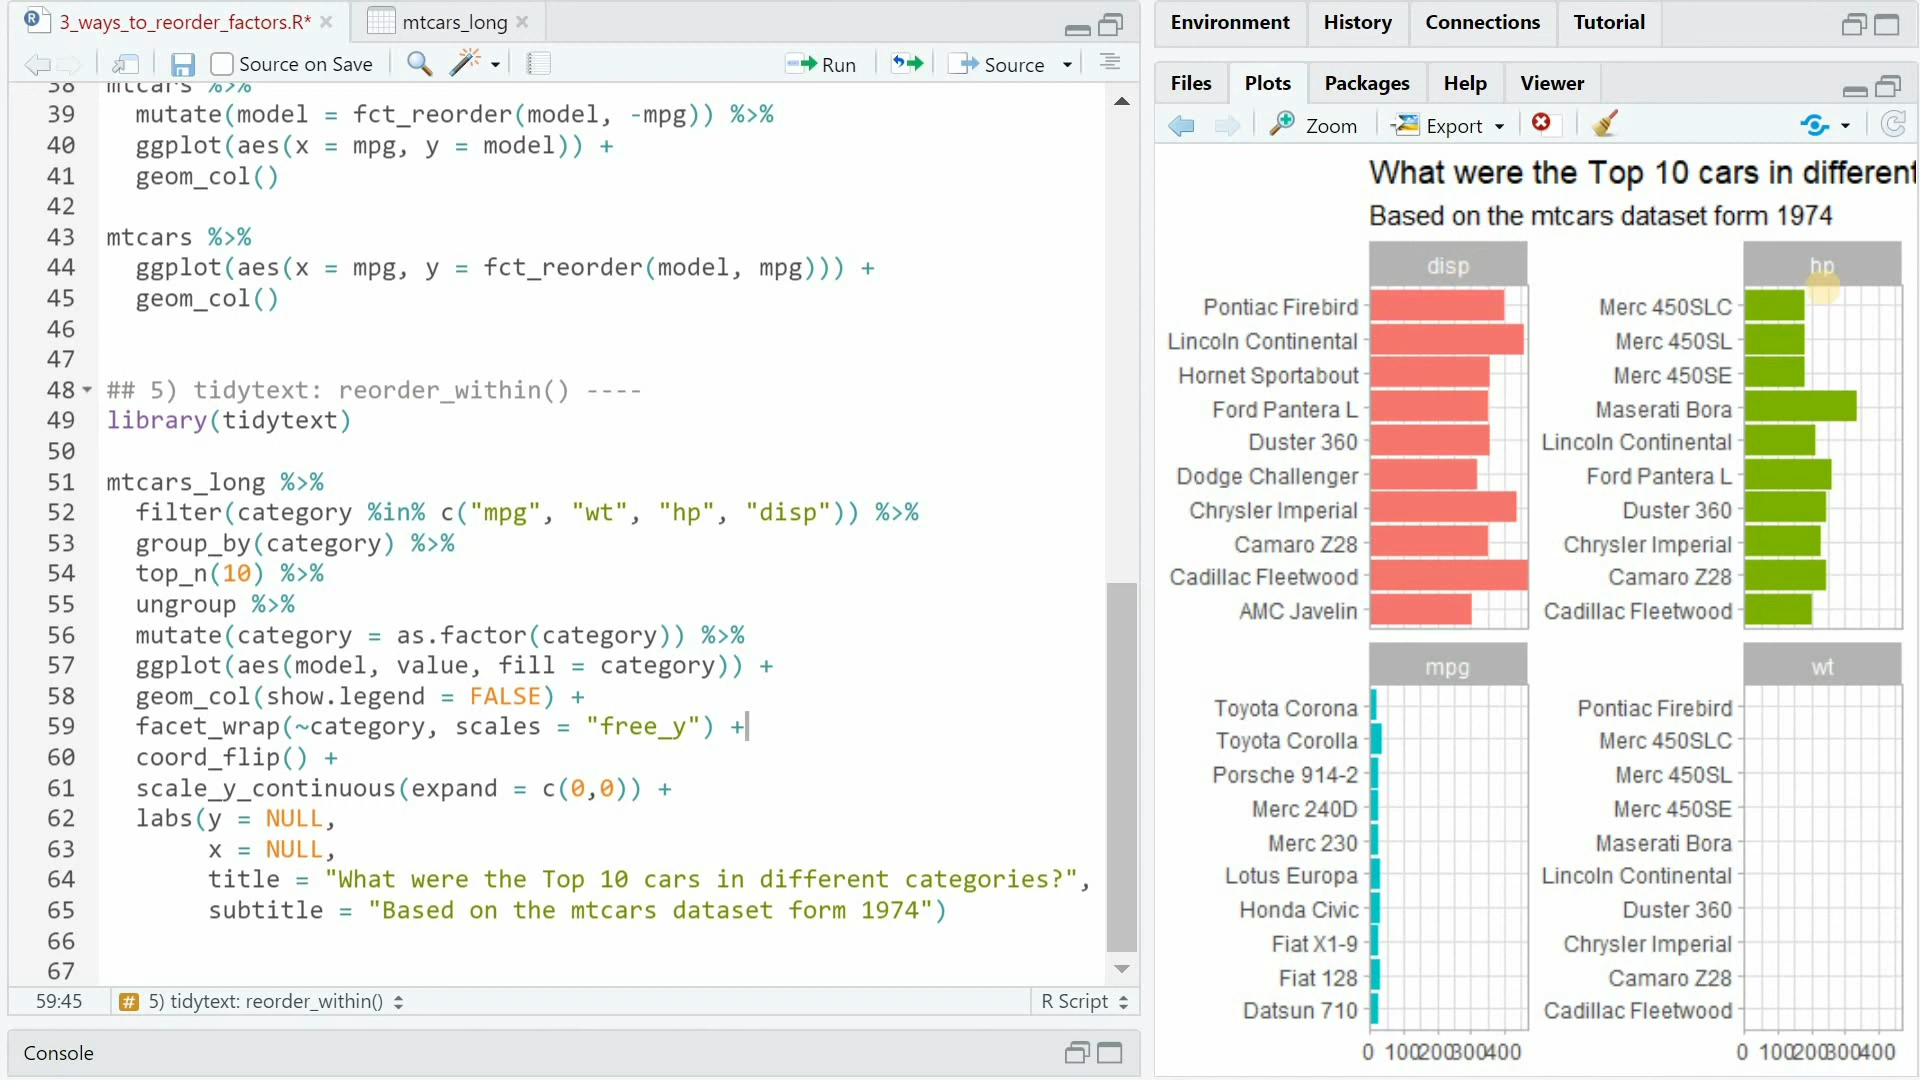 3_ways_to_reorder_factors.R*
mtcars_long
Source on Save
Run
Source
38 mtcars %>%
39 mutate(model = fct_reorder(model, -mpg)) %>%
40 ggplot(aes(x = mpg, y = model)) +
41 geom_col()
42
43 mtcars %>%
44 ggplot(aes(x = mpg, y = fct_reorder(model, mpg))) +
45 geom_col()
46
47
48 ## 5) tidytext: reorder_within() ----
49 library(tidytext)
50
51 mtcars_long %>%
52 filter(category %in% c("mpg", "wt", "hp", "disp")) %>%
53 group_by(category) %>%
54 top_n(10) %>%
55 ungroup %>%
56 mutate(category = as.factor(category)) %>%
57 ggplot(aes(model, value, fill = category)) +
58 geom_col(show.legend = FALSE) +
59 facet_wrap(~category, scales = "free_y") +
60 coord_flip() +
61 scale_y_continuous(expand = c(0,0)) +
62 labs(y = NULL,
63 x = NULL,
64 title = "What were the Top 10 cars in different categories?",
65 subtitle = "Based on the mtcars dataset form 1974")
66
67
59:45 # 5) tidytext: reorder_within() R Script
Console
Environment History Connections Tutorial
Files Plots Packages Help Viewer
Zoom Export
What were the Top 10 cars in different
Based on the mtcars dataset form 1974
disp
Pontiac Firebird
Lincoln Continental
Hornet Sportabout
Ford Pantera L
Duster 360
Dodge Challenger
Chrysler Imperial
Camaro Z28
Cadillac Fleetwood
AMC Javelin
hp
Merc 450SLC
Merc 450SL
Merc 450SE
Maserati Bora
Lincoln Continental
Ford Pantera L
Duster 360
Chrysler Imperial
Camaro Z28
Cadillac Fleetwood
mpg
Toyota Corona
Toyota Corolla
Porsche 914-2
Merc 240D
Merc 230
Lotus Europa
Honda Civic
Fiat X1-9
Fiat 128
Datsun 710
0 100 200 300 400
wt
Pontiac Firebird
Merc 450SLC
Merc 450SL
Merc 450SE
Maserati Bora
Lincoln Continental
Duster 360
Chrysler Imperial
Camaro Z28
Cadillac Fleetwood
0 100 200 300 400